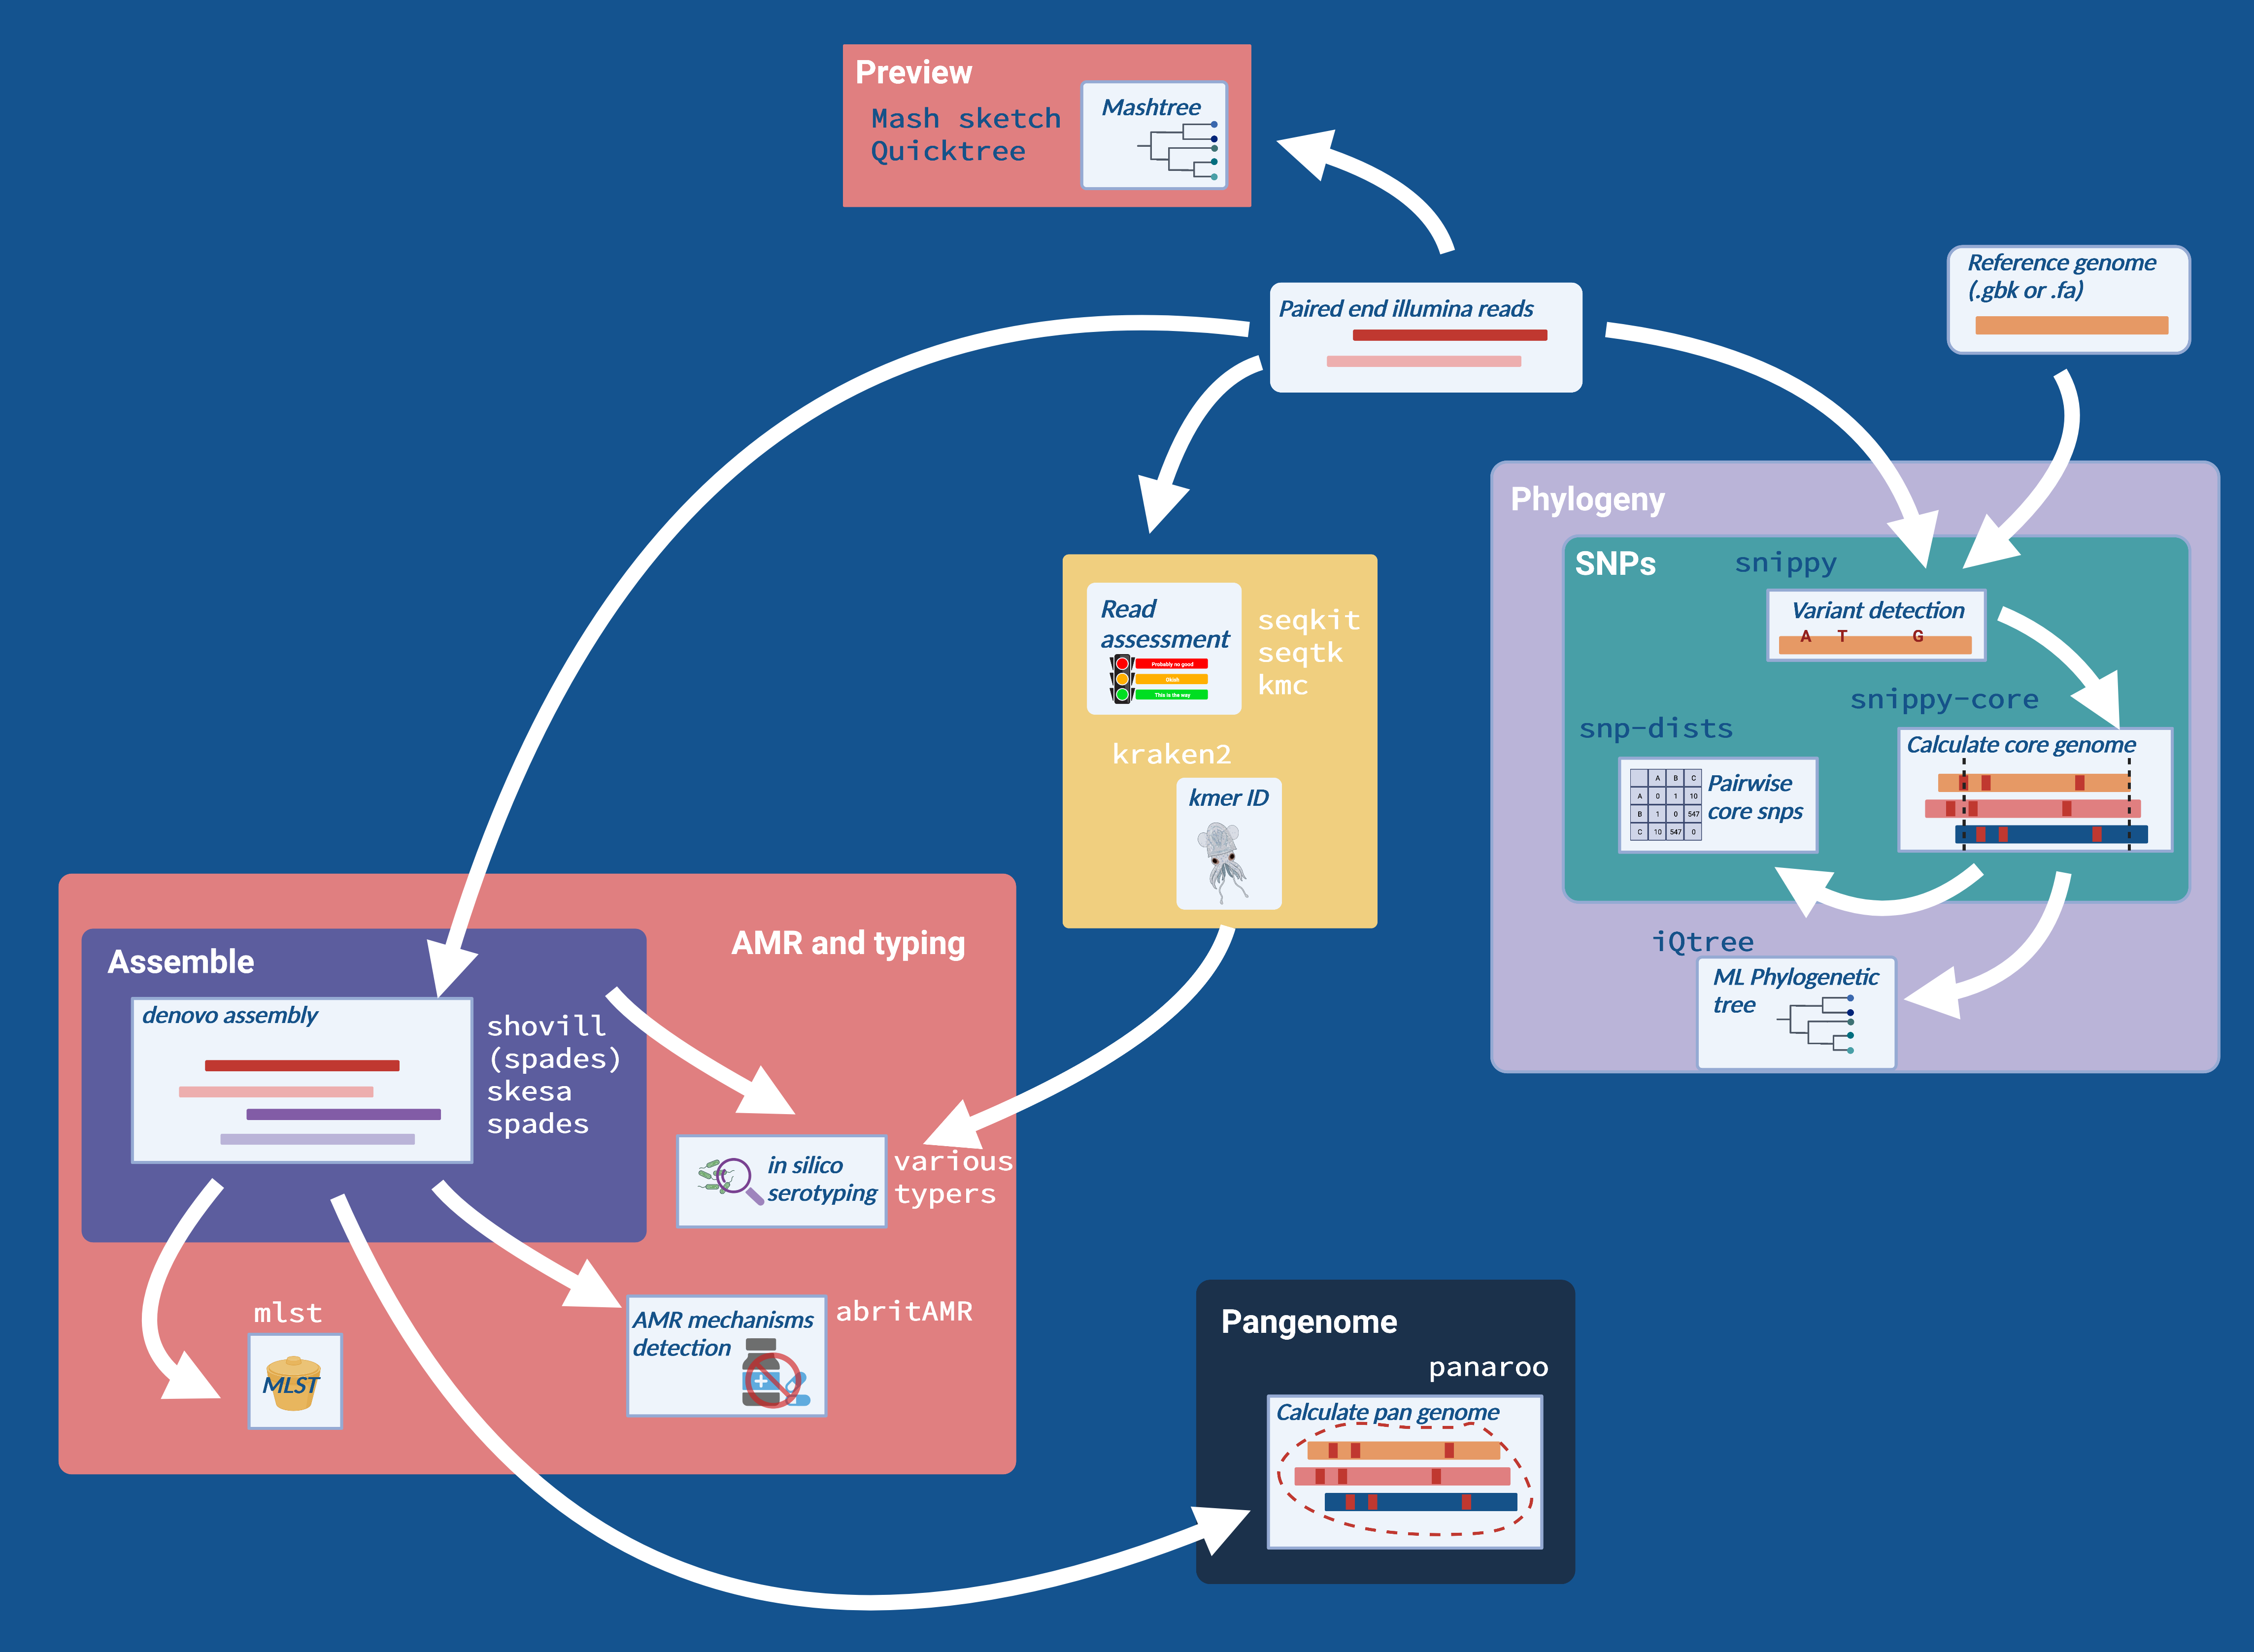 Preview
Mash sketch
Quicktree
Mashtree
Paired end illumina reads
Reference genome
(.gbk or .fa)
Phylogeny
SNPs
snippy
Variant detection
A T G
snippy-core
Calculate core genome
snp-dists
A B C
A 0 1 10
B 1 0 547
C 10 547 0
Pairwise
core snps
iQtree
ML Phylogenetic
tree
Read
assessment
Probably no good
Okish
This is the way
seqkit
seqtk
kmc
kraken2
kmer ID
AMR and typing
Assemble
denovo assembly
shovill
(spades)
skesa
spades
in silico
serotyping
various
typers
mlst
MLST
AMR mechanisms
detection
abritAMR
Pangenome
panaroo
Calculate pan genome